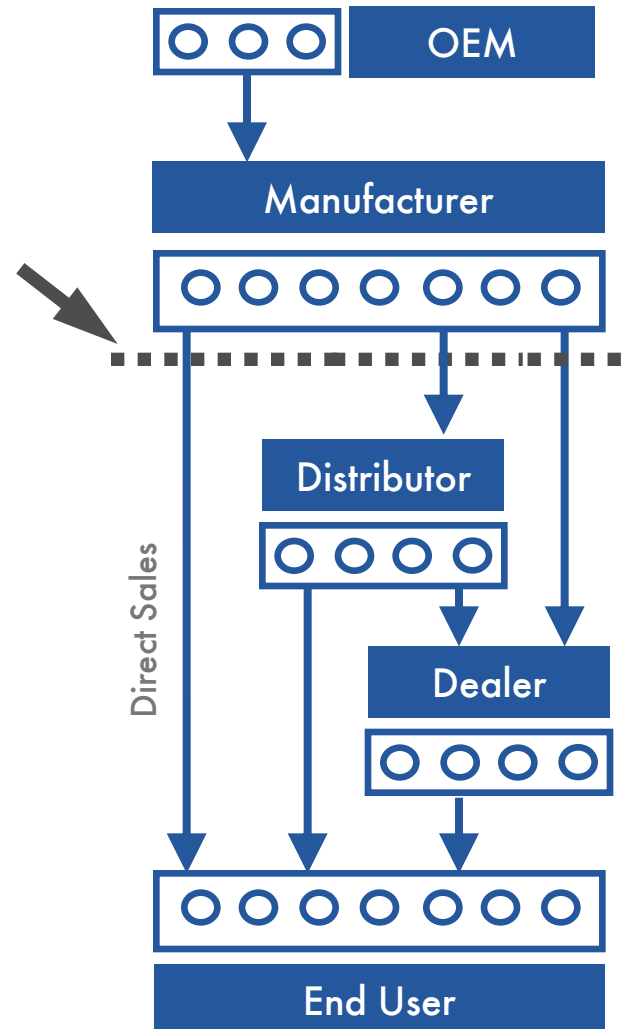 OEM
Manufacturer
Distributor
Direct Sales
Dealer
End User